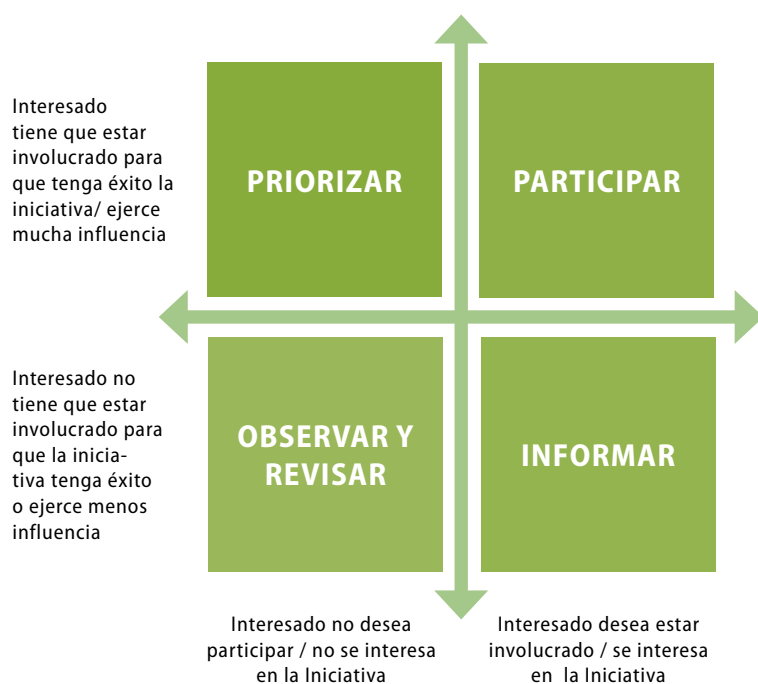 Interesado
tiene que estar
involucrado para
que tenga éxito la
iniciativa/ ejerce
mucha influencia
PRIORIZAR
PARTICIPAR
Interesado no
tiene que estar
involucrado para
que la inicia-
tiva tenga éxito
o ejerce menos
influencia
OBSERVAR Y
REVISAR
INFORMAR
Interesado no desea
participar / no se interesa
en la Iniciativa
Interesado desea estar
involucrado / se interesa
en la Iniciativa